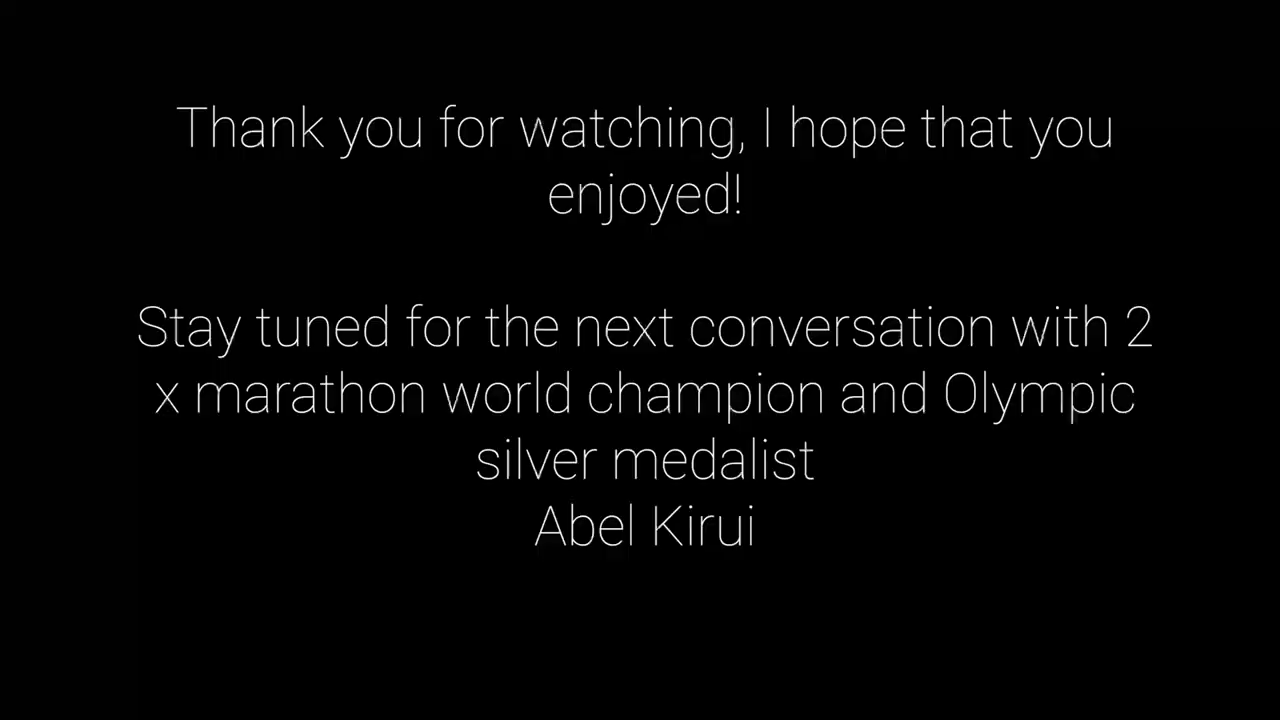 Thank you for watching, I hope that you
enjoyed!
Stay tuned for the next conversation with 2
x marathon world champion and Olympic
silver medalist
Abel Kirui